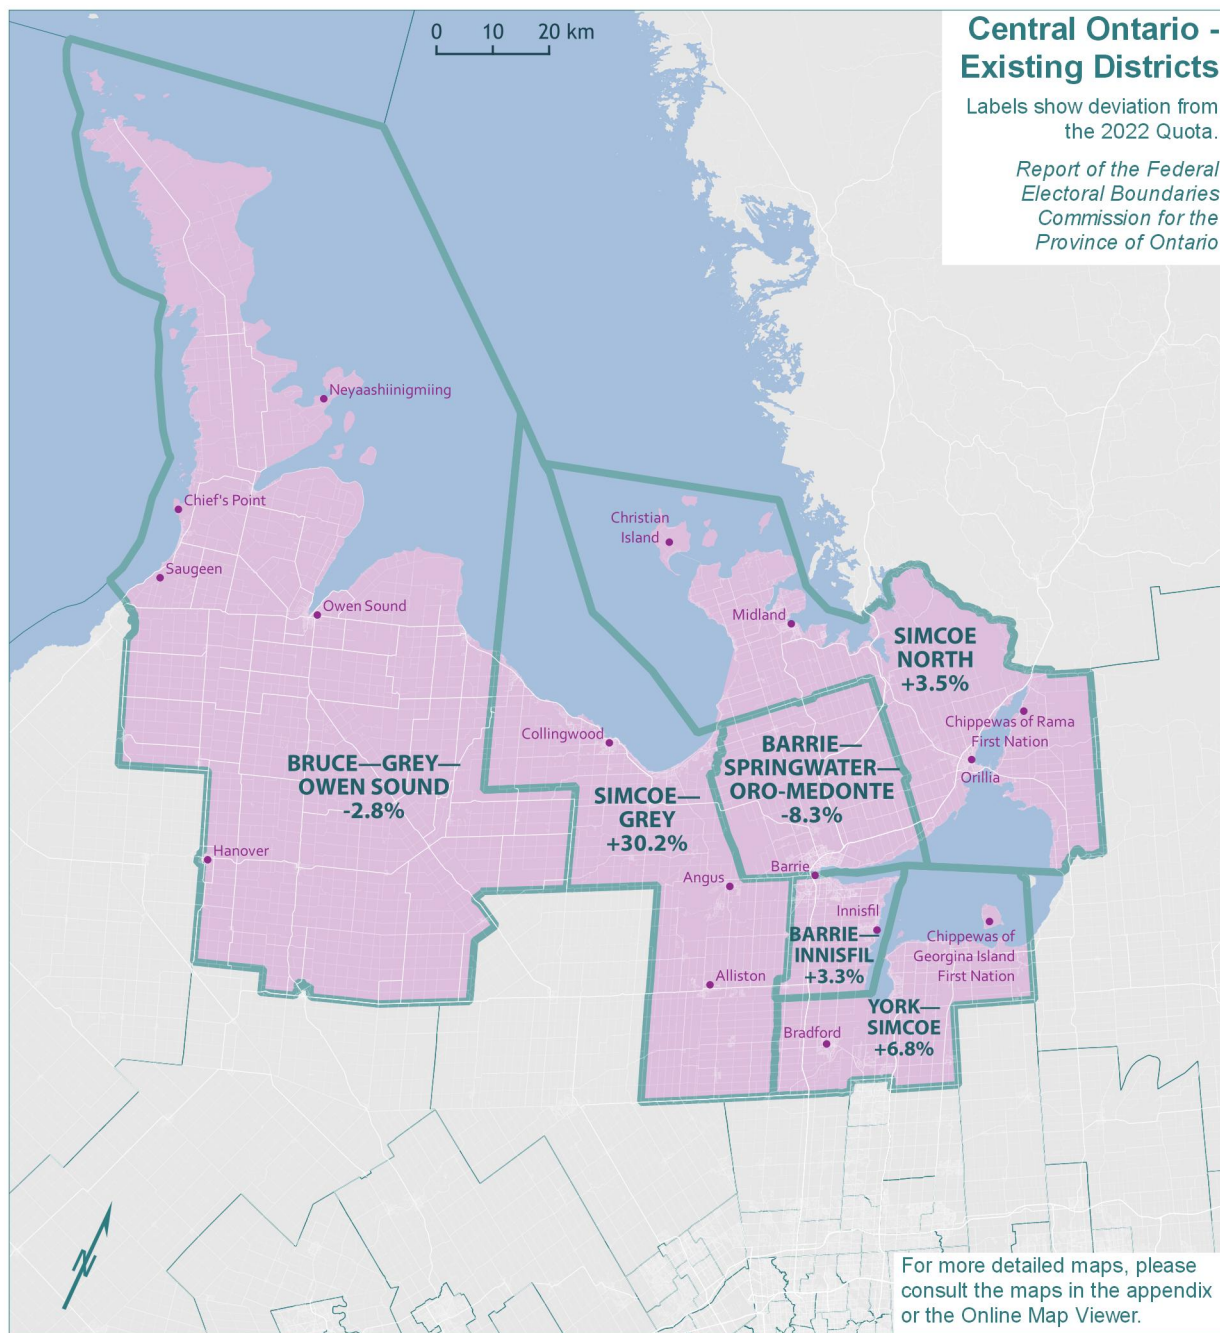 0 10 20 km
Central Ontario -
Existing Districts
Labels show deviation from
the 2022 Quota.
Report of the Federal
Electoral Boundaries
Commission for the
Province of Ontario
Neyaashiinigmiing
Chief's Point
Christian
Island
Saugeen
Owen Sound
Midland
SIMCOE
NORTH
+3.5%
Chippewas of Rama
First Nation
Collingwood
Orillia
BRUCE—GREY—
OWEN SOUND
-2.8%
BARRIE—
SPRINGWATER—
ORO-MEDONTE
-8.3%
SIMCOE—
GREY
+30.2%
Hanover
Angus
Barrie
Innisfil
BARRIE—
INNISFIL
+3.3%
Chippewas of
Georgina Island
First Nation
Alliston
Bradford
YORK—
SIMCOE
+6.8%
N
For more detailed maps, please
consult the maps in the appendix
or the Online Map Viewer.